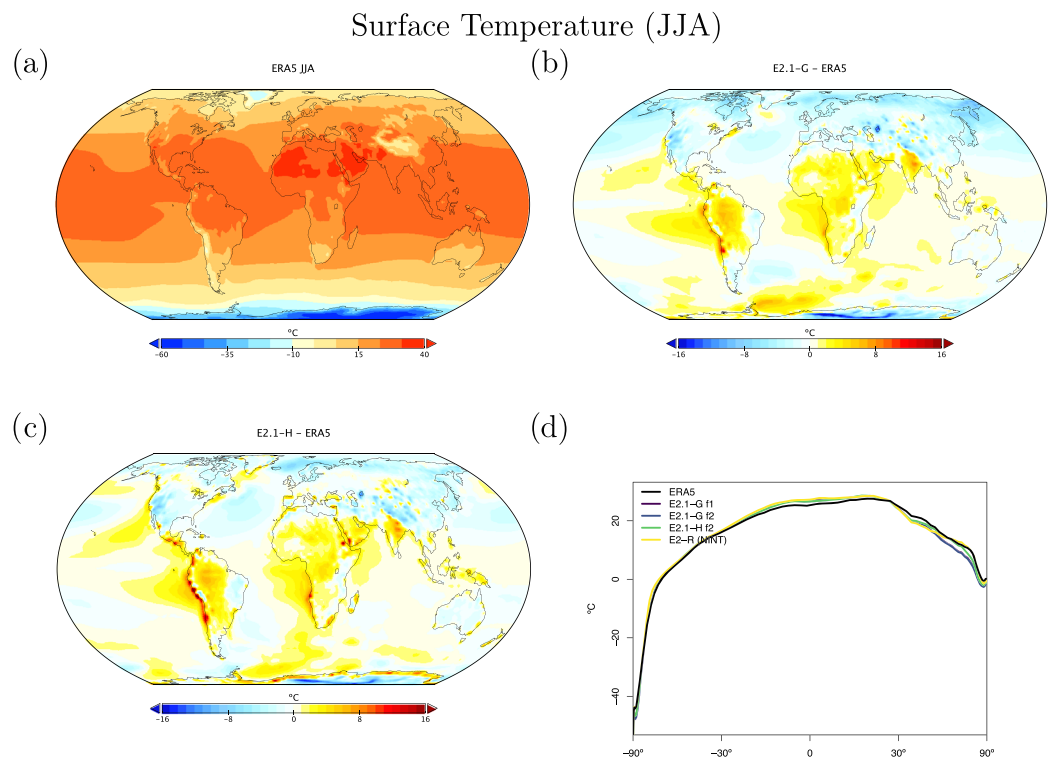 Surface Temperature (JJA)
(a)
ERA5 JJA
°C
−60 −35 −10 15 40
(b)
E2.1−G − ERA5
°C
−16 −8 0 8 16
(c)
E2.1−H − ERA5
°C
−16 −8 0 8 16
(d)
ERA5
E2.1−G f1
E2.1−G f2
E2.1−H f2
E2−R (NINT)
20
0
−20
−40
°C
−90° −30° 0 30° 90°